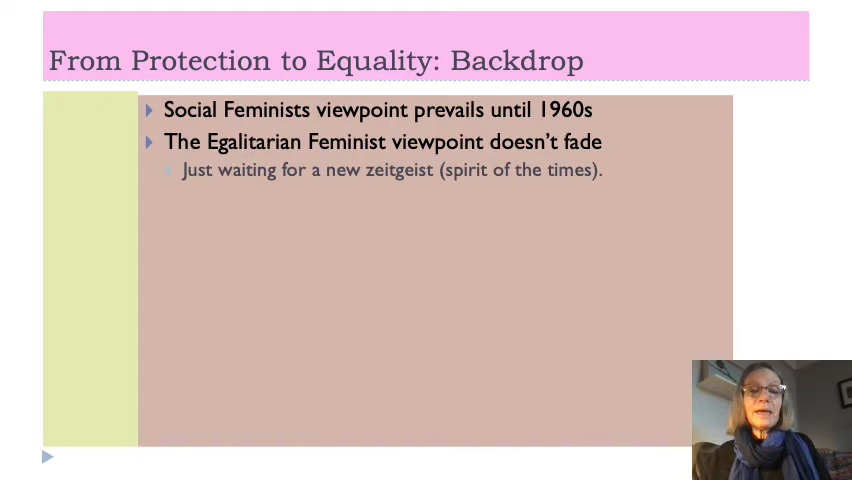 From Protection to Equality: Backdrop
Social Feminists viewpoint prevails until 1960s
The Egalitarian Feminist viewpoint doesn't fade
Just waiting for a new zeitgeist (spirit of the times).